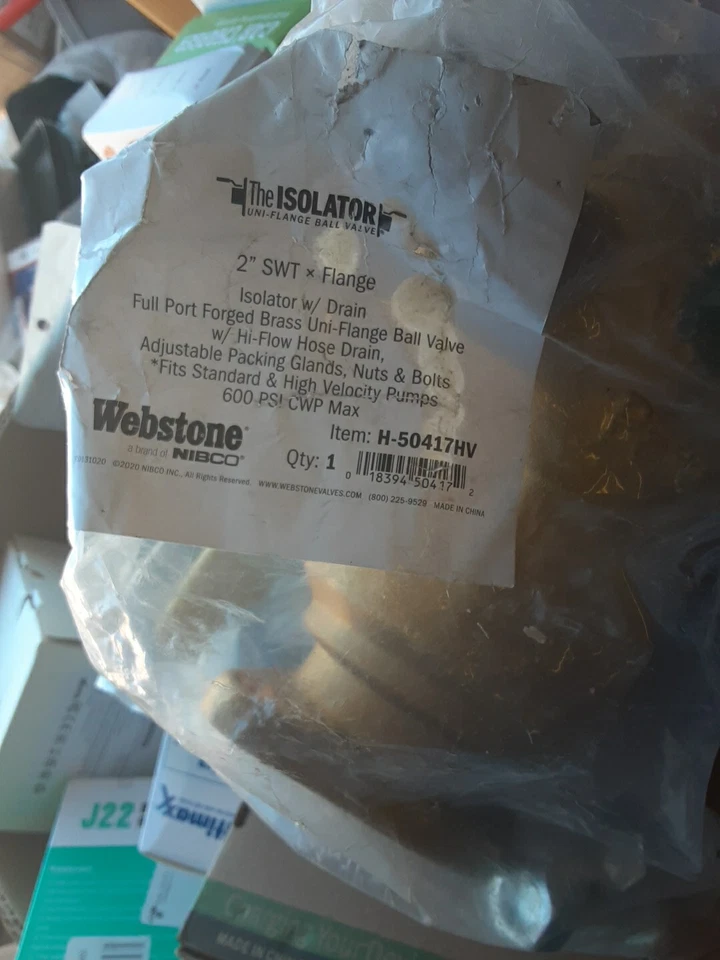 The ISOLATOR
UNI-FLANGE BALL VALVE
2” SWT × Flange
Isolator w/ Drain
Full Port Forged Brass Uni-Flange Ball Valve
w/ Hi-Flow Hose Drain,
Adjustable Packing Glands, Nuts & Bolts
*Fits Standard & High Velocity Pumps
600 PSI CWP Max
Webstone®
a brand of NIBCO®
Item: H-50417HV
Qty: 1
0 18394 50417 2
©2020 NIBCO INC., All Rights Reserved. WWW.WEBSTONEVALVES.COM (800) 225-9529 MADE IN CHINA
J22
Himax
MADE IN